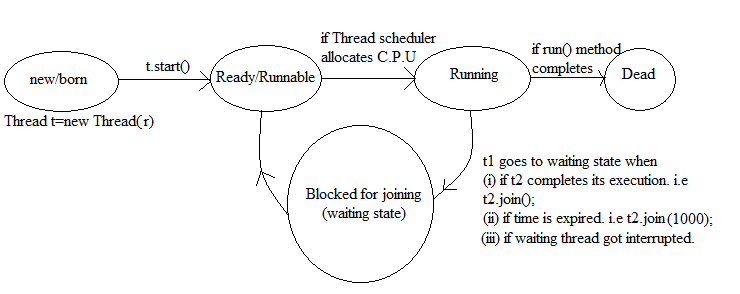 new/born
Thread t=new Thread(r)
t.start()
Ready/Runnable
if Thread scheduler
allocates C.P.U
Running
if run() method
completes
Dead
Blocked for joining
(waiting state)
t1 goes to waiting state when
(i) if t2 completes its execution. i.e
t2.join();
(ii) if time is expired. i.e t2.join(1000);
(iii) if waiting thread got interrupted.